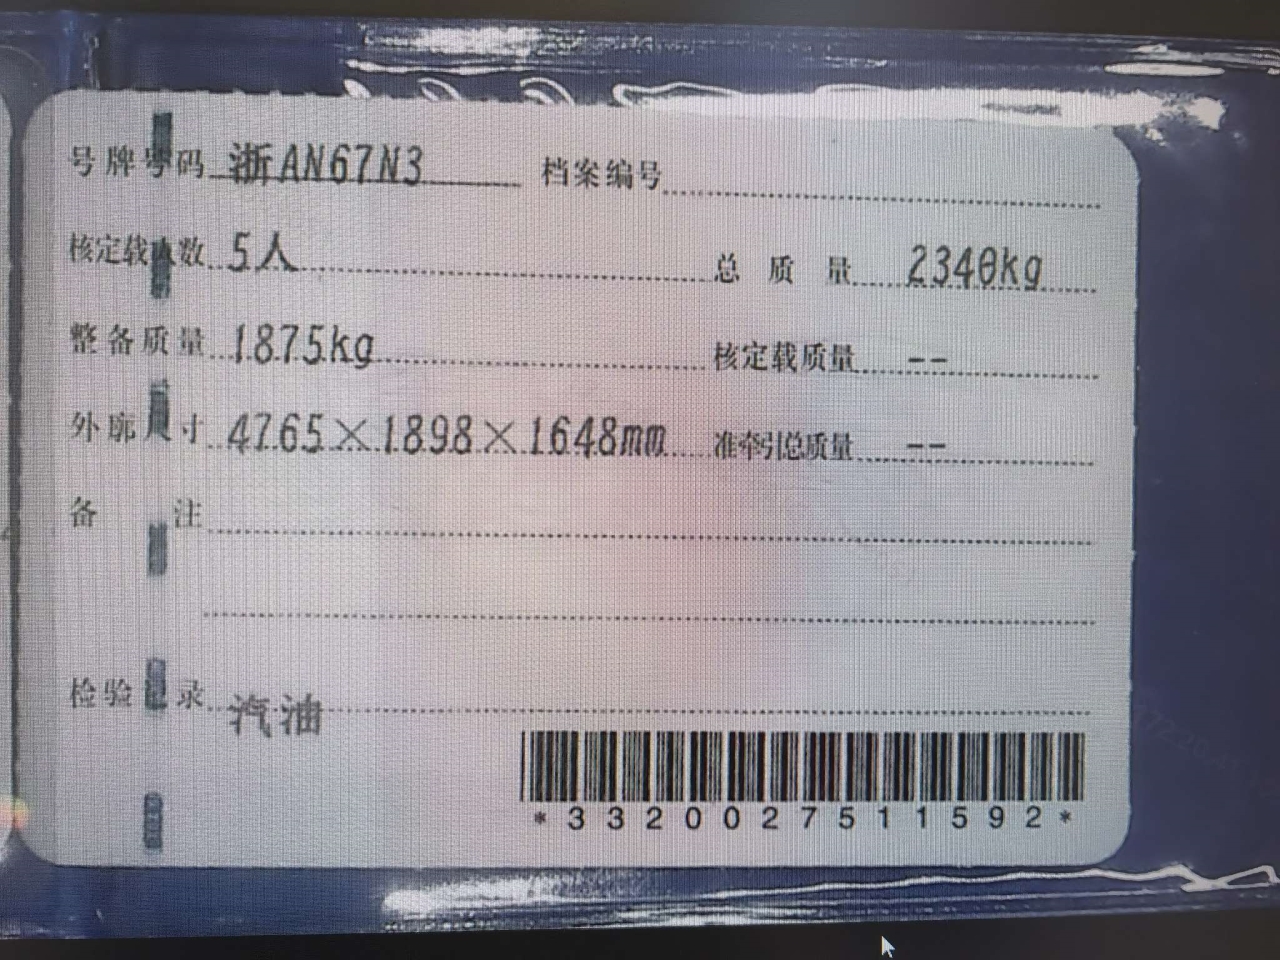 号牌号码 浙AN67N3 档案编号
核定载人数 5人 总质量 2340kg
整备质量 1875kg 核定载质量 --
外廓尺寸 4765×1898×1648mm 准牵引总质量 --
备注
检验记录 汽油
*3320027511592*